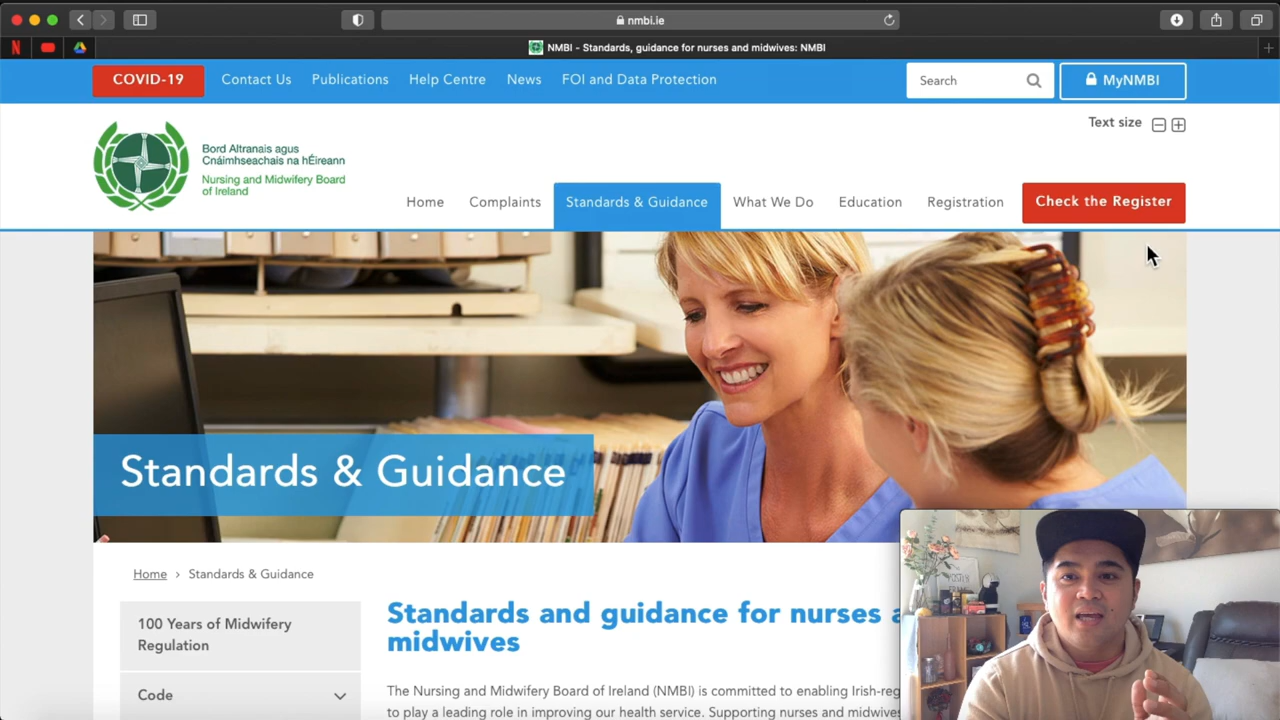 nmbi.ie
NMBI - Standards, guidance for nurses and midwives: NMBI
COVID-19
Contact Us
Publications
Help Centre
News
FOI and Data Protection
Search
MyNMBI
Text size
Bord Altranais agus
Cnáimhseachais na hÉireann
Nursing and Midwifery Board
of Ireland
Home
Complaints
Standards & Guidance
What We Do
Education
Registration
Check the Register
Standards & Guidance
Home › Standards & Guidance
100 Years of Midwifery
Regulation
Code
Standards and guidance for nurses a
midwives
The Nursing and Midwifery Board of Ireland (NMBI) is committed to enabling Irish-reg
to play a leading role in improving our health service. Supporting nurses and midwive